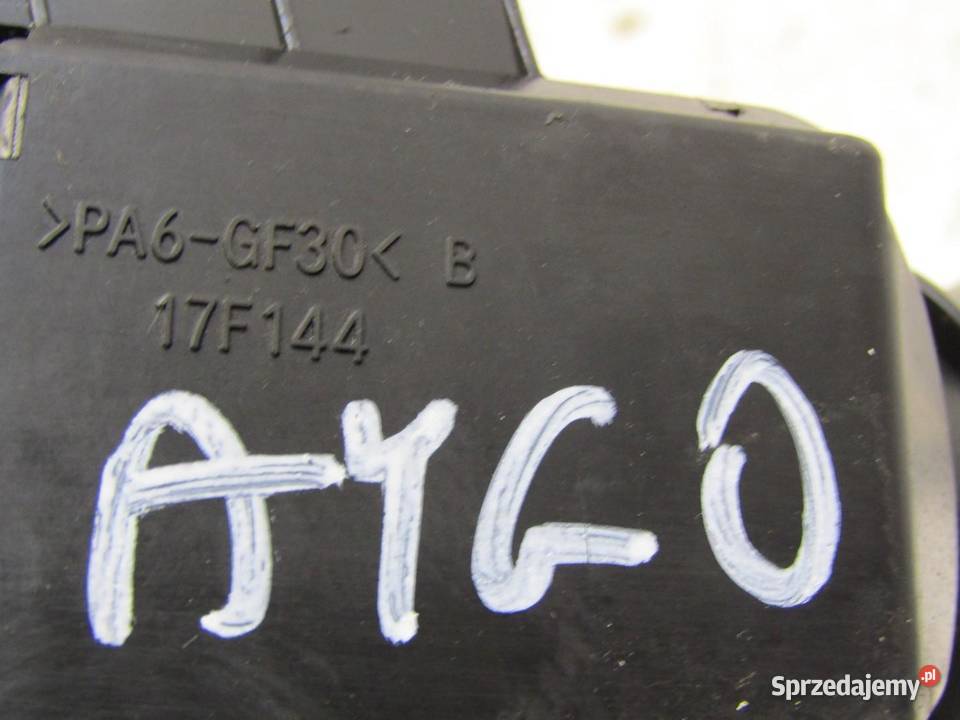 >PA6-GF30< B
17F144
AYGO
Sprzedajemy.pl